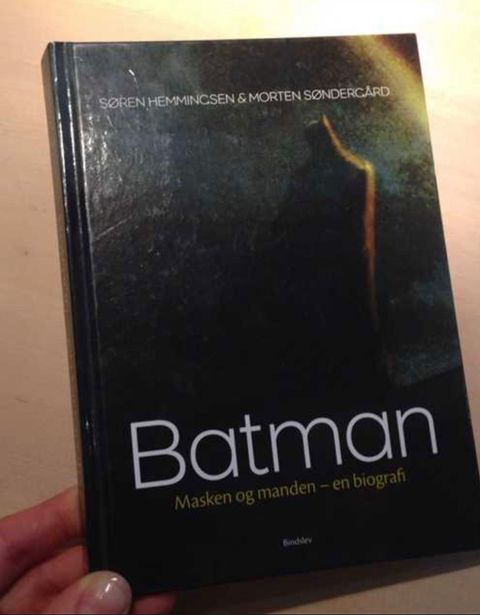 SØREN HEMMINGSEN & MORTEN SØNDERGÅRD
Batman
Masken og manden – en biografi
Bindslev